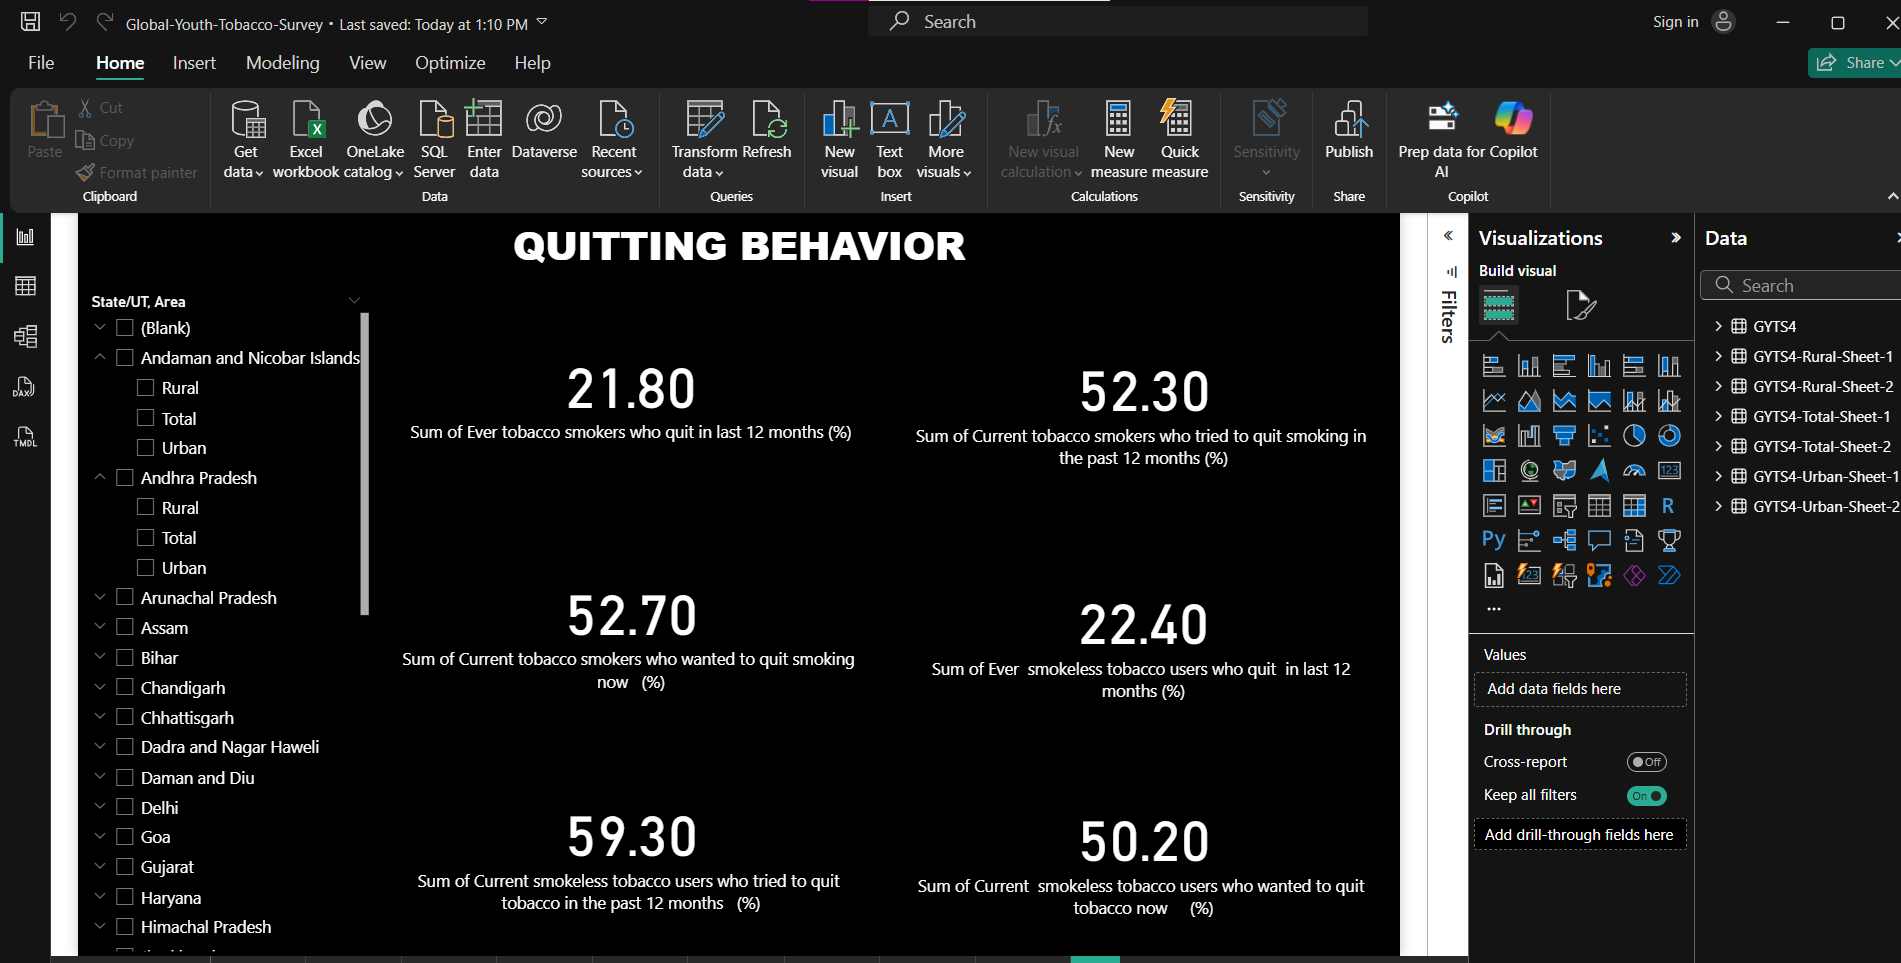 Global-Youth-Tobacco-Survey • Last saved: Today at 1:10 PM
Search
Sign in
File Home Insert Modeling View Optimize Help
Share
Paste
Cut
Copy
Format painter
Clipboard
Get data
Excel workbook
OneLake catalog
SQL Server
Enter data
Dataverse
Recent sources
Data
Transform data
Refresh
Queries
New visual
Text box
More visuals
Insert
New visual calculation
New measure
Quick measure
Calculations
Sensitivity
Sensitivity
Publish
Share
Prep data for AI
Copilot
Copilot
DAX
TMDL
QUITTING BEHAVIOR
State/UT, Area
(Blank)
Andaman and Nicobar Islands
Rural
Total
Urban
Andhra Pradesh
Rural
Total
Urban
Arunachal Pradesh
Assam
Bihar
Chandigarh
Chhattisgarh
Dadra and Nagar Haweli
Daman and Diu
Delhi
Goa
Gujarat
Haryana
Himachal Pradesh
21.80
Sum of Ever tobacco smokers who quit in last 12 months (%)
52.30
Sum of Current tobacco smokers who tried to quit smoking in
the past 12 months (%)
52.70
Sum of Current tobacco smokers who wanted to quit smoking
now (%)
22.40
Sum of Ever smokeless tobacco users who quit in last 12
months (%)
59.30
Sum of Current smokeless tobacco users who tried to quit
tobacco in the past 12 months (%)
50.20
Sum of Current smokeless tobacco users who wanted to quit
tobacco now (%)
Filters
Visualizations
Build visual
123
R
Py
123
Values
Add data fields here
Drill through
Cross-report
Off
Keep all filters
On
Add drill-through fields here
Data
Search
GYTS4
GYTS4-Rural-Sheet-1
GYTS4-Rural-Sheet-2
GYTS4-Total-Sheet-1
GYTS4-Total-Sheet-2
GYTS4-Urban-Sheet-1
GYTS4-Urban-Sheet-2